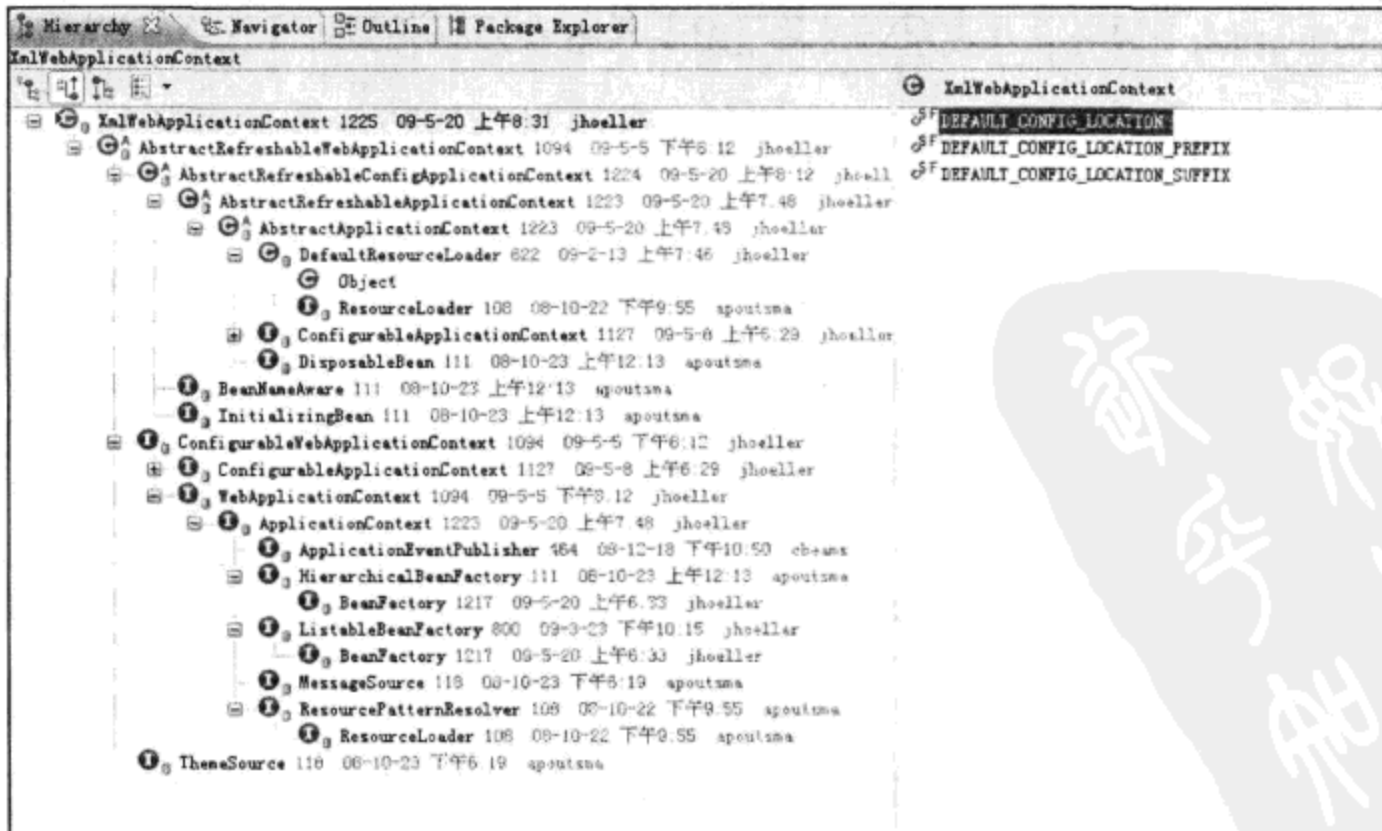 Hierarchy Navigator Outline Package Explorer
XmlWebApplicationContext
XmlWebApplicationContext 1225 09-5-20 上午8:31 jhoeller
AbstractRefreshableWebApplicationContext 1094 09-5-5 下午6:12 jhoeller
AbstractRefreshableConfigApplicationContext 1224 09-5-20 上午8:12 jhoell
AbstractRefreshableApplicationContext 1223 09-5-20 上午7:48 jhoeller
AbstractApplicationContext 1223 09-5-20 上午7:48 jhoeller
DefaultResourceLoader 622 09-2-13 上午7:46 jhoeller
Object
ResourceLoader 108 08-10-22 下午9:55 apoutsma
ConfigurableApplicationContext 1127 09-5-8 上午6:29 jhoeller
DisposableBean 111 08-10-23 上午12:13 apoutsma
BeanNameAware 111 08-10-23 上午12:13 apoutsma
InitializingBean 111 08-10-23 上午12:13 apoutsma
ConfigurableWebApplicationContext 1094 09-5-5 下午6:12 jhoeller
ConfigurableApplicationContext 1127 09-5-8 上午6:29 jhoeller
WebApplicationContext 1094 09-5-5 下午6:12 jhoeller
ApplicationContext 1223 09-5-20 上午7:48 jhoeller
ApplicationEventPublisher 464 08-12-18 下午10:50 cbeams
HierarchicalBeanFactory 111 08-10-23 上午12:13 apoutsma
BeanFactory 1217 09-5-20 上午6:33 jhoeller
ListableBeanFactory 800 09-3-23 下午10:15 jhoeller
BeanFactory 1217 09-5-20 上午6:33 jhoeller
MessageSource 118 08-10-23 下午6:19 apoutsma
ResourcePatternResolver 108 08-10-22 下午9:55 apoutsma
ResourceLoader 108 08-10-22 下午9:55 apoutsma
ThemeSource 118 08-10-23 下午6:19 apoutsma
XmlWebApplicationContext
DEFAULT_CONFIG_LOCATION
DEFAULT_CONFIG_LOCATION_PREFIX
DEFAULT_CONFIG_LOCATION_SUFFIX